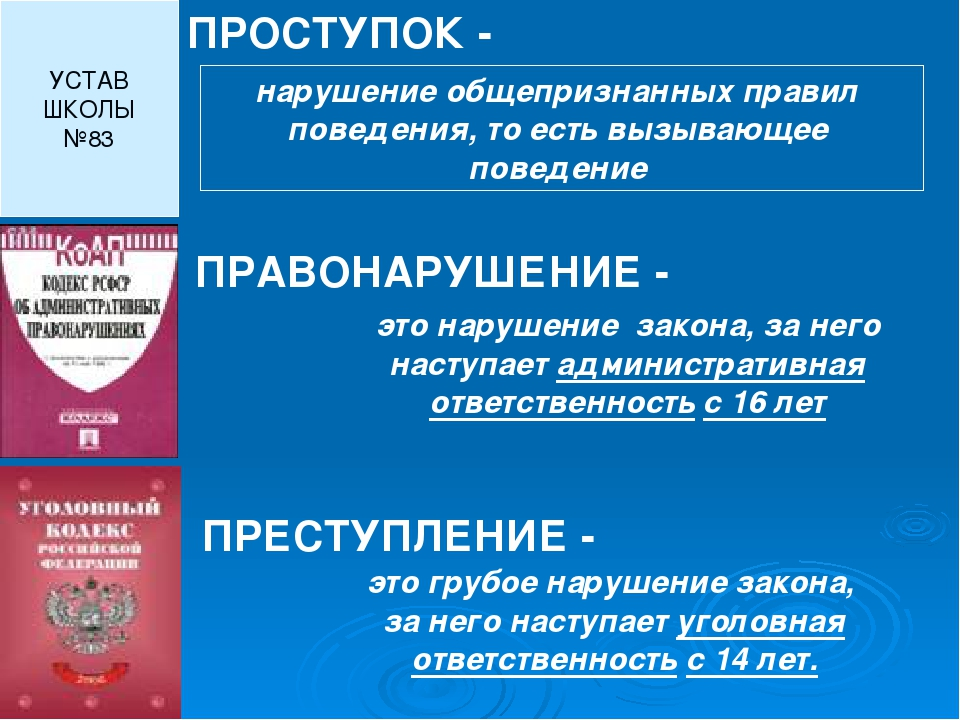 ПРОСТУПОК -
УСТАВ
ШКОЛЫ
№83
нарушение общепризнанных правил
поведения, то есть вызывающее
поведение
КоАП
КОДЕКС РСФСР
ОБ АДМИНИСТРАТИВНЫХ
ПРАВОНАРУШЕНИЯХ
КОДЕКС
ПРАВОНАРУШЕНИЕ -
это нарушение закона, за него
наступает административная
ответственность с 16 лет
УГОЛОВНЫЙ
КОДЕКС
РОССИЙСКОЙ
ФЕДЕРАЦИИ
ПРЕСТУПЛЕНИЕ -
это грубое нарушение закона,
за него наступает уголовная
ответственность с 14 лет.